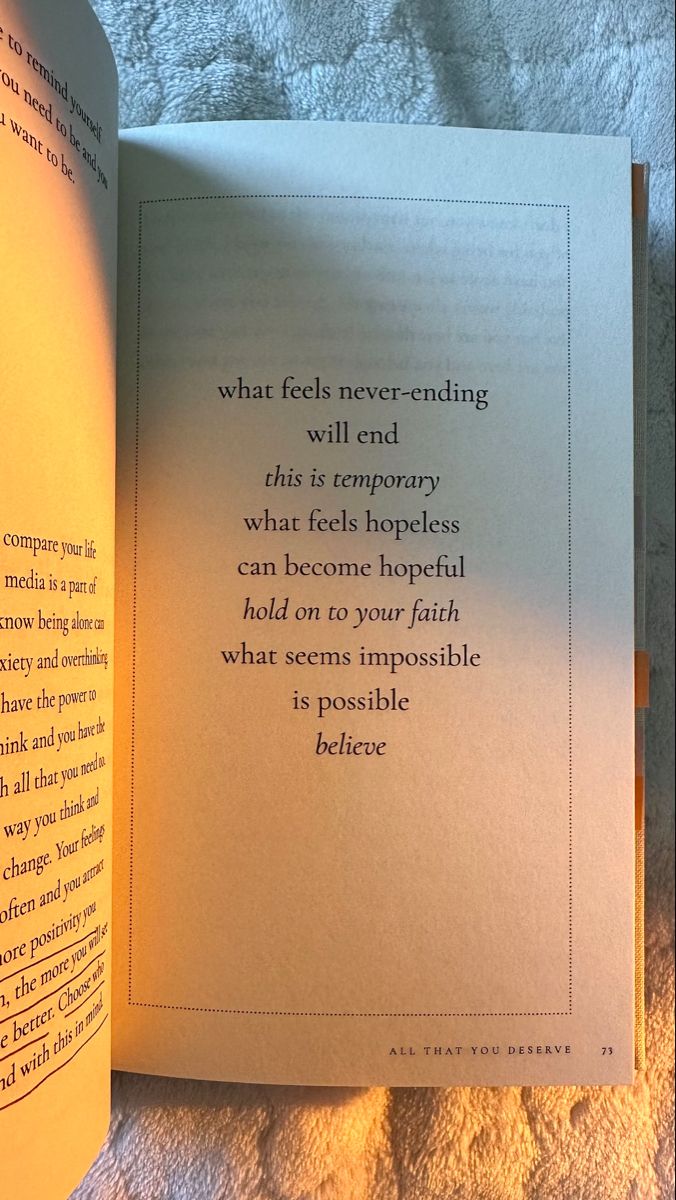 e to remind yourself
you need to be and you
u want to be.
compare your life
media is a part of
know being alone can
xiety and overthinking
have the power to
hink and you have the
h all that you need to.
way you think and
change. Your feelings
often and you attract
more positivity you
n, the more you will get
e better. Choose who
nd with this in mind.
what feels never-ending
will end
this is temporary
what feels hopeless
can become hopeful
hold on to your faith
what seems impossible
is possible
believe
ALL THAT YOU DESERVE 73